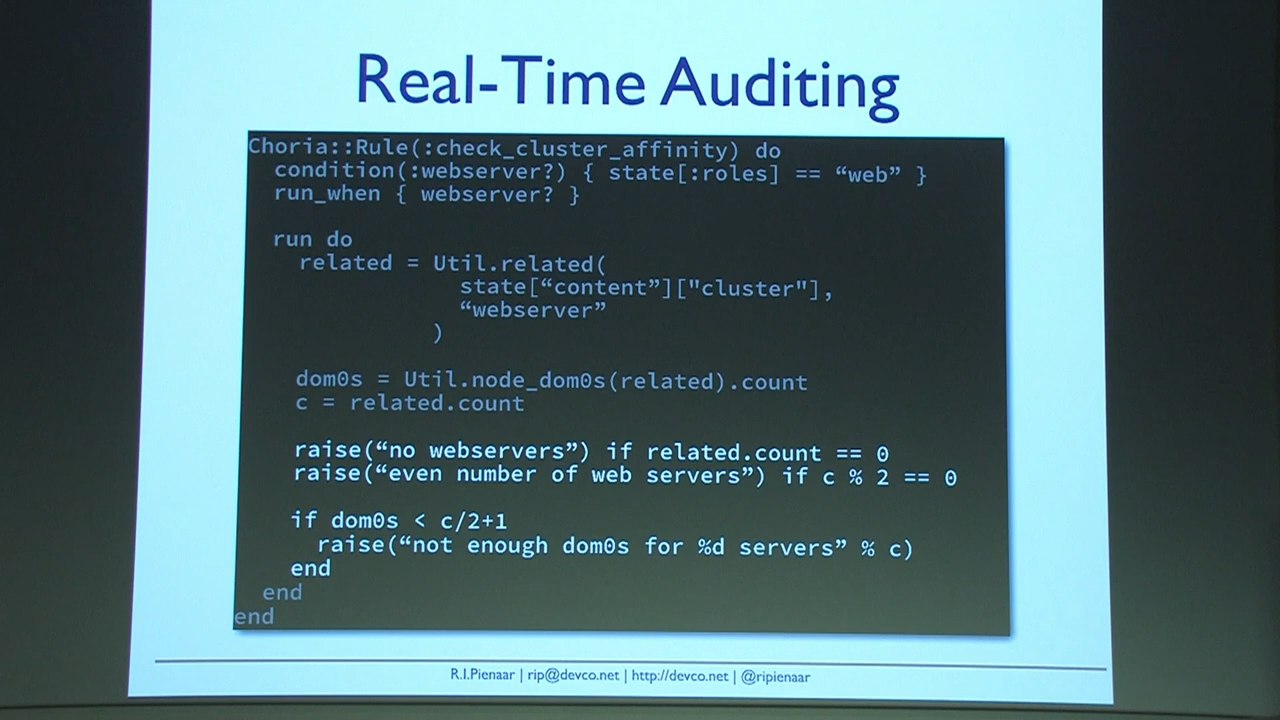 Real-Time Auditing
Choria::Rule(:check_cluster_affinity) do
condition(:webserver?) { state[:roles] == “web” }
run_when { webserver? }
run do
related = Util.related(
state[“content”]["cluster"],
“webserver”
)
dom0s = Util.node_dom0s(related).count
c = related.count
raise(“no webservers”) if related.count == 0
raise(“even number of web servers”) if c % 2 == 0
if dom0s < c/2+1
raise(“not enough dom0s for %d servers” % c)
end
end
end
R.I.Pienaar | rip@devco.net | http://devco.net | @ripienaar